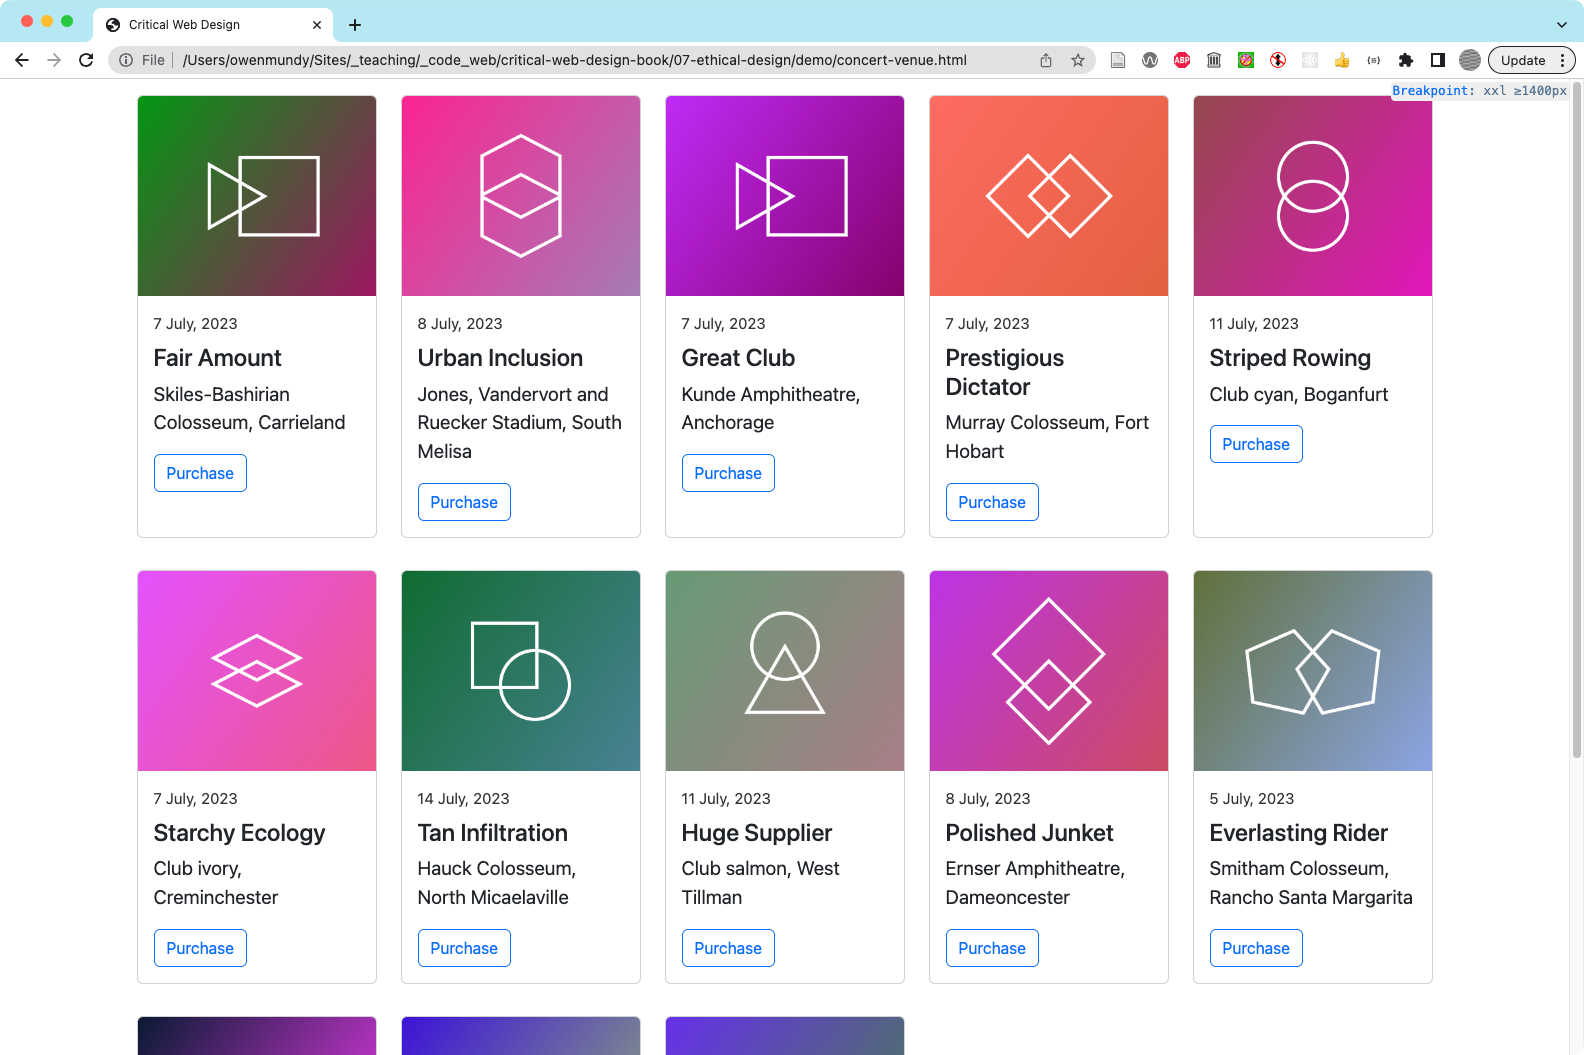 Critical Web Design
File
/Users/owenmundy/Sites/_teaching/_code_web/critical-web-design-book/07-ethical-design/demo/concert-venue.html
ABP
Update
Breakpoint: xxl ≥1400px
7 July, 2023
Fair Amount
Skiles-Bashirian
Colosseum, Carrieland
Purchase
8 July, 2023
Urban Inclusion
Jones, Vandervort and
Ruecker Stadium, South
Melisa
Purchase
7 July, 2023
Great Club
Kunde Amphitheatre,
Anchorage
Purchase
7 July, 2023
Prestigious
Dictator
Murray Colosseum, Fort
Hobart
Purchase
11 July, 2023
Striped Rowing
Club cyan, Boganfurt
Purchase
7 July, 2023
Starchy Ecology
Club ivory,
Creminchester
Purchase
14 July, 2023
Tan Infiltration
Hauck Colosseum,
North Micaelaville
Purchase
11 July, 2023
Huge Supplier
Club salmon, West
Tillman
Purchase
8 July, 2023
Polished Junket
Ernser Amphitheatre,
Dameoncester
Purchase
5 July, 2023
Everlasting Rider
Smitham Colosseum,
Rancho Santa Margarita
Purchase